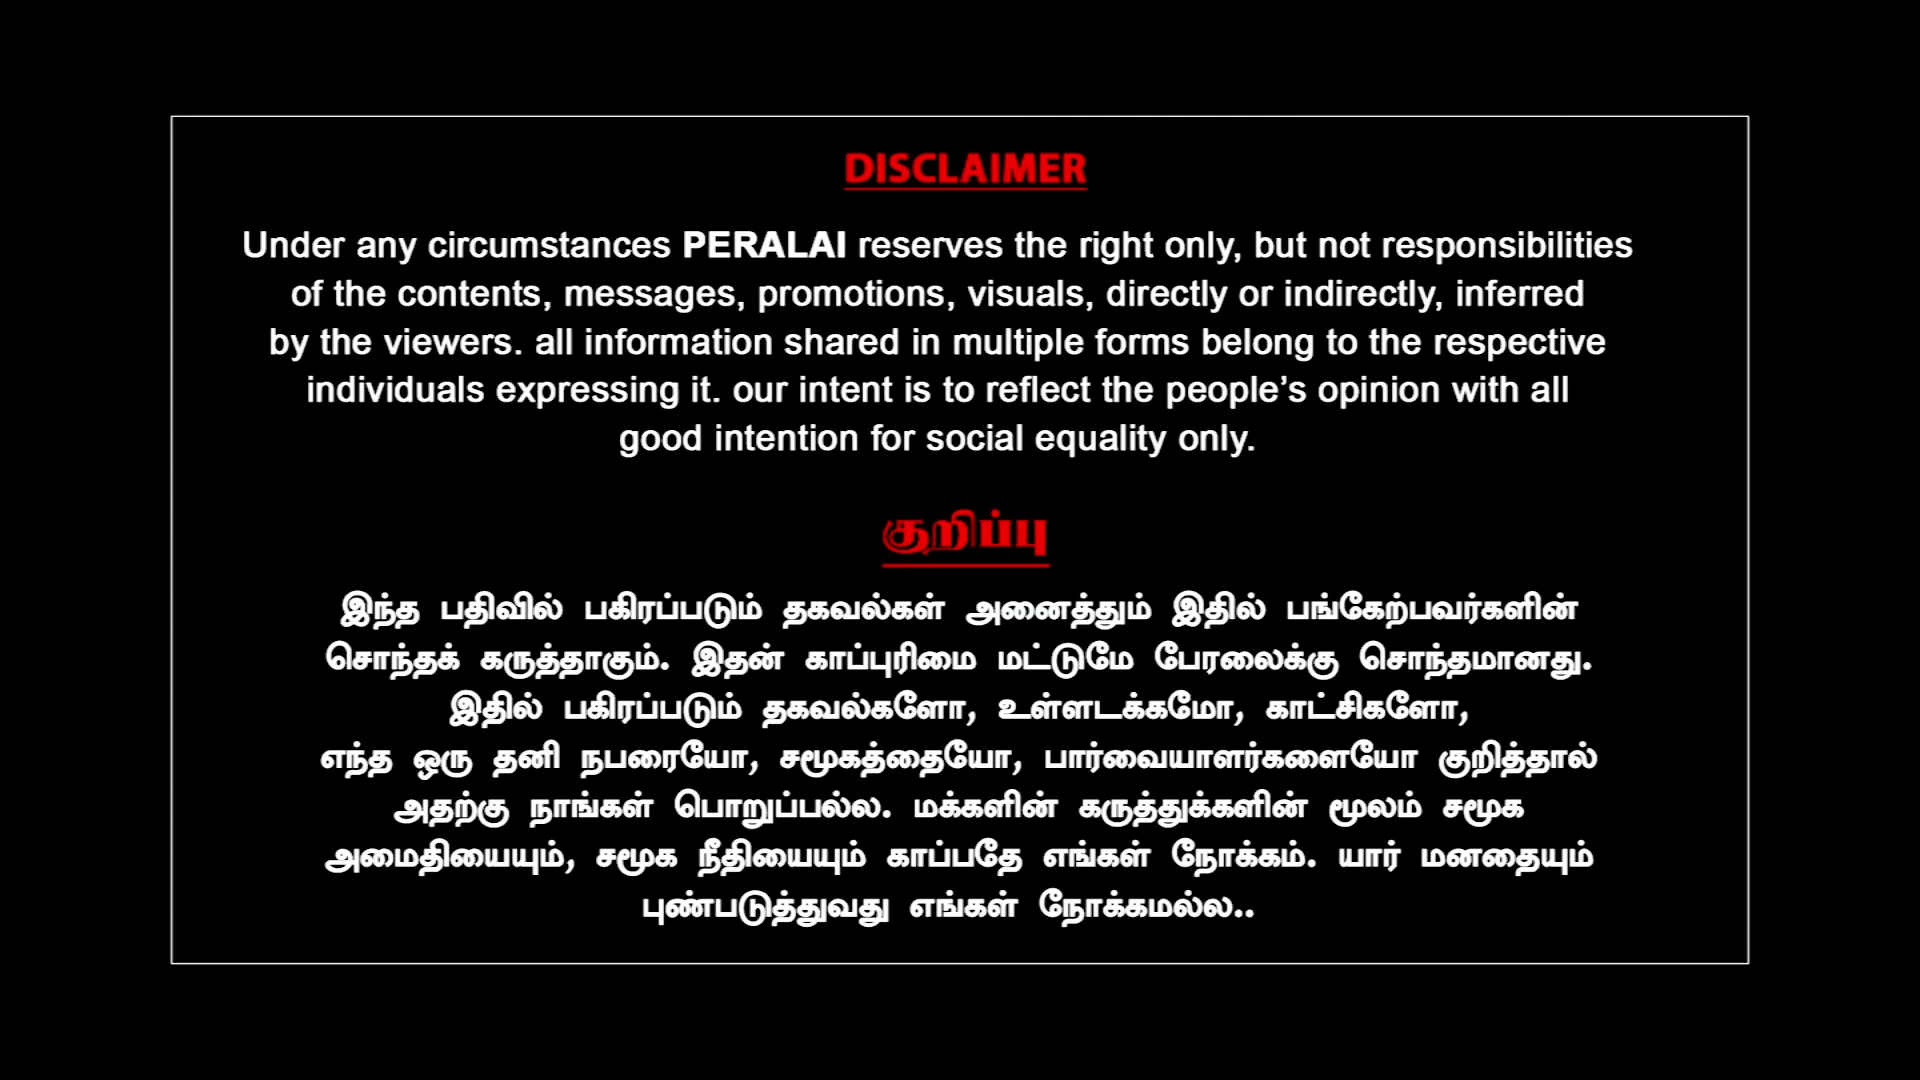 DISCLAIMER
Under any circumstances PERALAI reserves the right only, but not responsibilities
of the contents, messages, promotions, visuals, directly or indirectly, inferred
by the viewers. all information shared in multiple forms belong to the respective
individuals expressing it. our intent is to reflect the people’s opinion with all
good intention for social equality only.
குறிப்பு
இந்த பதிவில் பகிரப்படும் தகவல்கள் அனைத்தும் இதில் பங்கேற்பவர்களின்
சொந்தக் கருத்தாகும். இதன் காப்புரிமை மட்டுமே பேரலைக்கு சொந்தமானது.
இதில் பகிரப்படும் தகவல்களோ, உள்ளடக்கமோ, காட்சிகளோ,
எந்த ஒரு தனி நபரையோ, சமூகத்தையோ, பார்வையாளர்களையோ குறித்தால்
அதற்கு நாங்கள் பொறுப்பல்ல. மக்களின் கருத்துக்களின் மூலம் சமூக
அமைதியையும், சமூக நீதியையும் காப்பதே எங்கள் நோக்கம். யார் மனதையும்
புண்படுத்துவது எங்கள் நோக்கமல்ல..